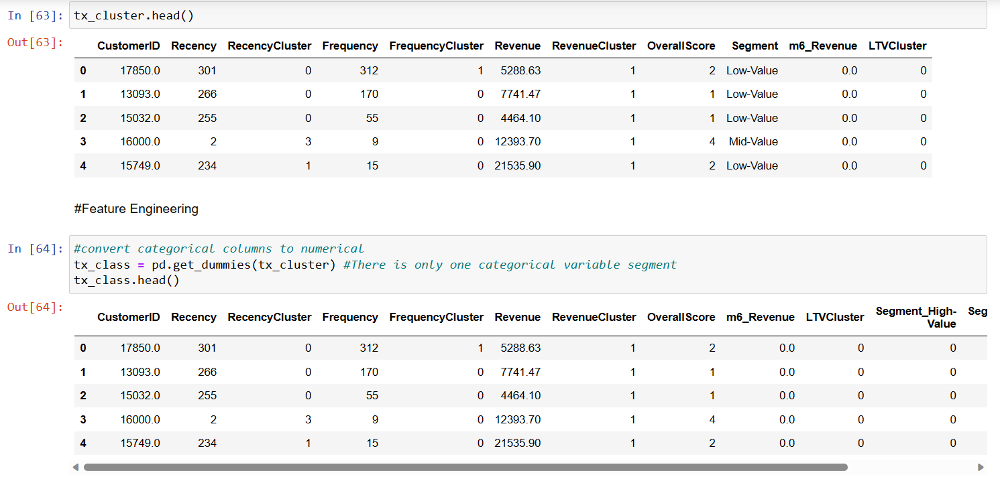 In [63]: tx_cluster.head()
Out[63]:
CustomerID Recency RecencyCluster Frequency FrequencyCluster Revenue RevenueCluster OverallScore Segment m6_Revenue LTVCluster
0 17850.0 301 0 312 1 5288.63 1 2 Low-Value 0.0 0
1 13093.0 266 0 170 0 7741.47 1 1 Low-Value 0.0 0
2 15032.0 255 0 55 0 4464.10 1 1 Low-Value 0.0 0
3 16000.0 2 3 9 0 12393.70 1 4 Mid-Value 0.0 0
4 15749.0 234 1 15 0 21535.90 1 2 Low-Value 0.0 0
#Feature Engineering
In [64]: #convert categorical columns to numerical
tx_class = pd.get_dummies(tx_cluster) #There is only one categorical variable segment
tx_class.head()
Out[64]:
CustomerID Recency RecencyCluster Frequency FrequencyCluster Revenue RevenueCluster OverallScore m6_Revenue LTVCluster Segment_High-Value Seg
0 17850.0 301 0 312 1 5288.63 1 2 0.0 0 0
1 13093.0 266 0 170 0 7741.47 1 1 0.0 0 0
2 15032.0 255 0 55 0 4464.10 1 1 0.0 0 0
3 16000.0 2 3 9 0 12393.70 1 4 0.0 0 0
4 15749.0 234 1 15 0 21535.90 1 2 0.0 0 0